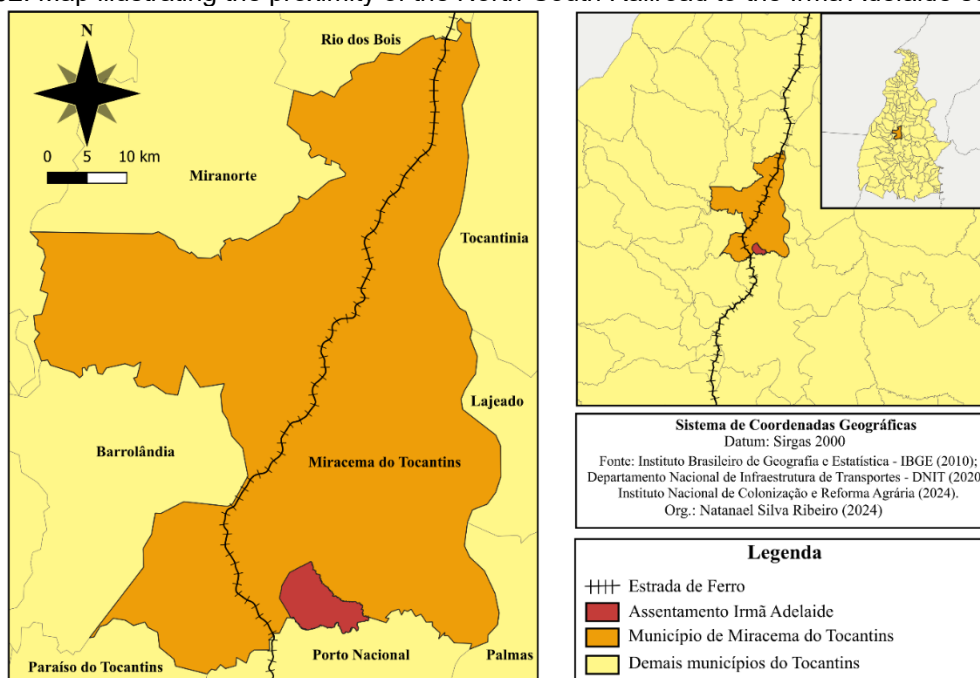 Map illustrating the proximity of the North-South Railroad to the Irmã Adelaide
N
Rio dos Bois
0 5 10 km
Miranorte
Tocantinia
Lajeado
Barrolândia
Miracema do Tocantins
Paraíso do Tocantins
Porto Nacional
Palmas
Sistema de Coordenadas Geográficas
Datum: Sirgas 2000
Fonte: Instituto Brasileiro de Geografia e Estatística - IBGE (2010);
Departamento Nacional de Infraestrutura de Transportes - DNIT (2020
Instituto Nacional de Colonização e Reforma Agrária (2024).
Org.: Natanael Silva Ribeiro (2024)
Legenda
Estrada de Ferro
Assentamento Irmã Adelaide
Município de Miracema do Tocantins
Demais municípios do Tocantins